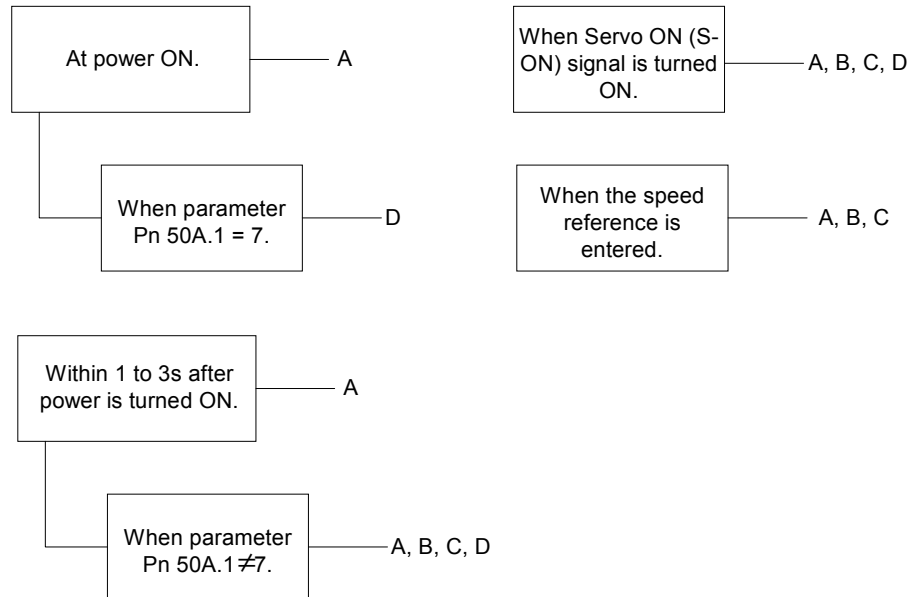 At power ON.
A
When parameter
Pn 50A.1 = 7.
D
Within 1 to 3s after
power is turned ON.
A
When parameter
Pn 50A.1≠7.
A, B, C, D
When Servo ON (S-
ON) signal is turned
ON.
A, B, C, D
When the speed
reference is
entered.
A, B, C